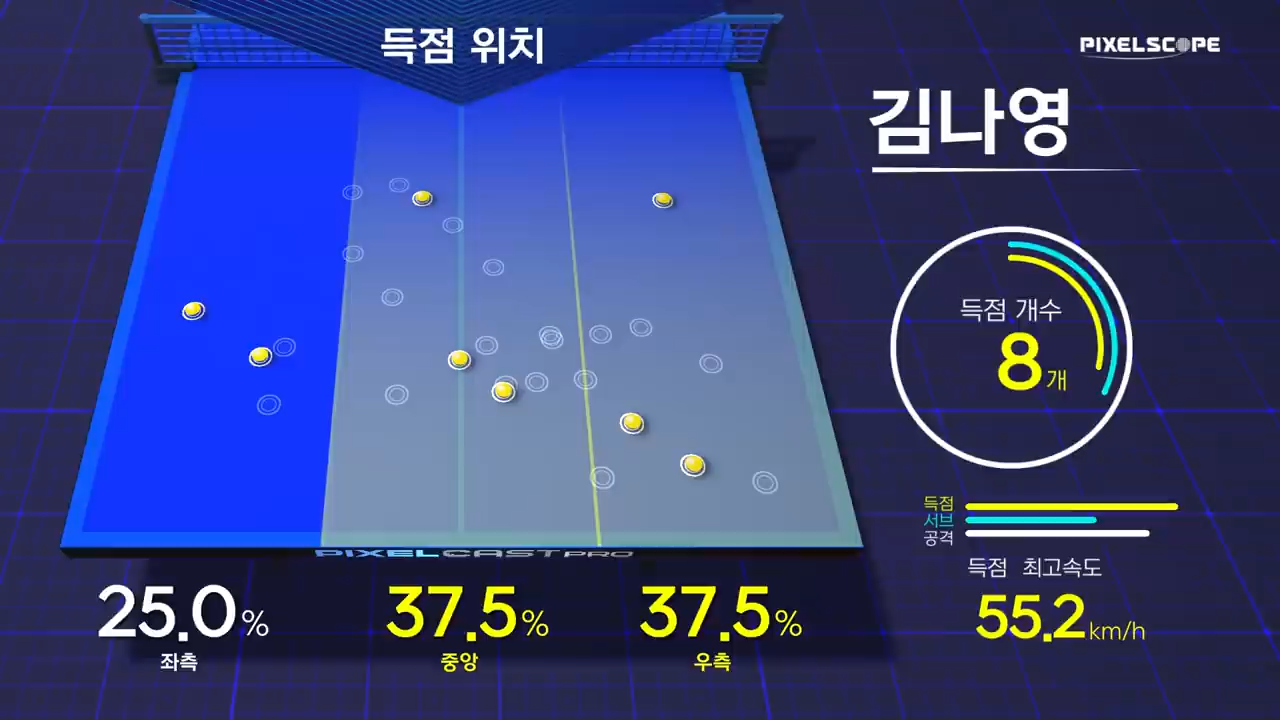 득점 위치
PIXELSCOPE
김나영
득점 개수
8개
득점
서브
공격
득점 최고속도
55.2km/h
PIXELCASTPRO
25.0%
좌측
37.5%
중앙
37.5%
우측